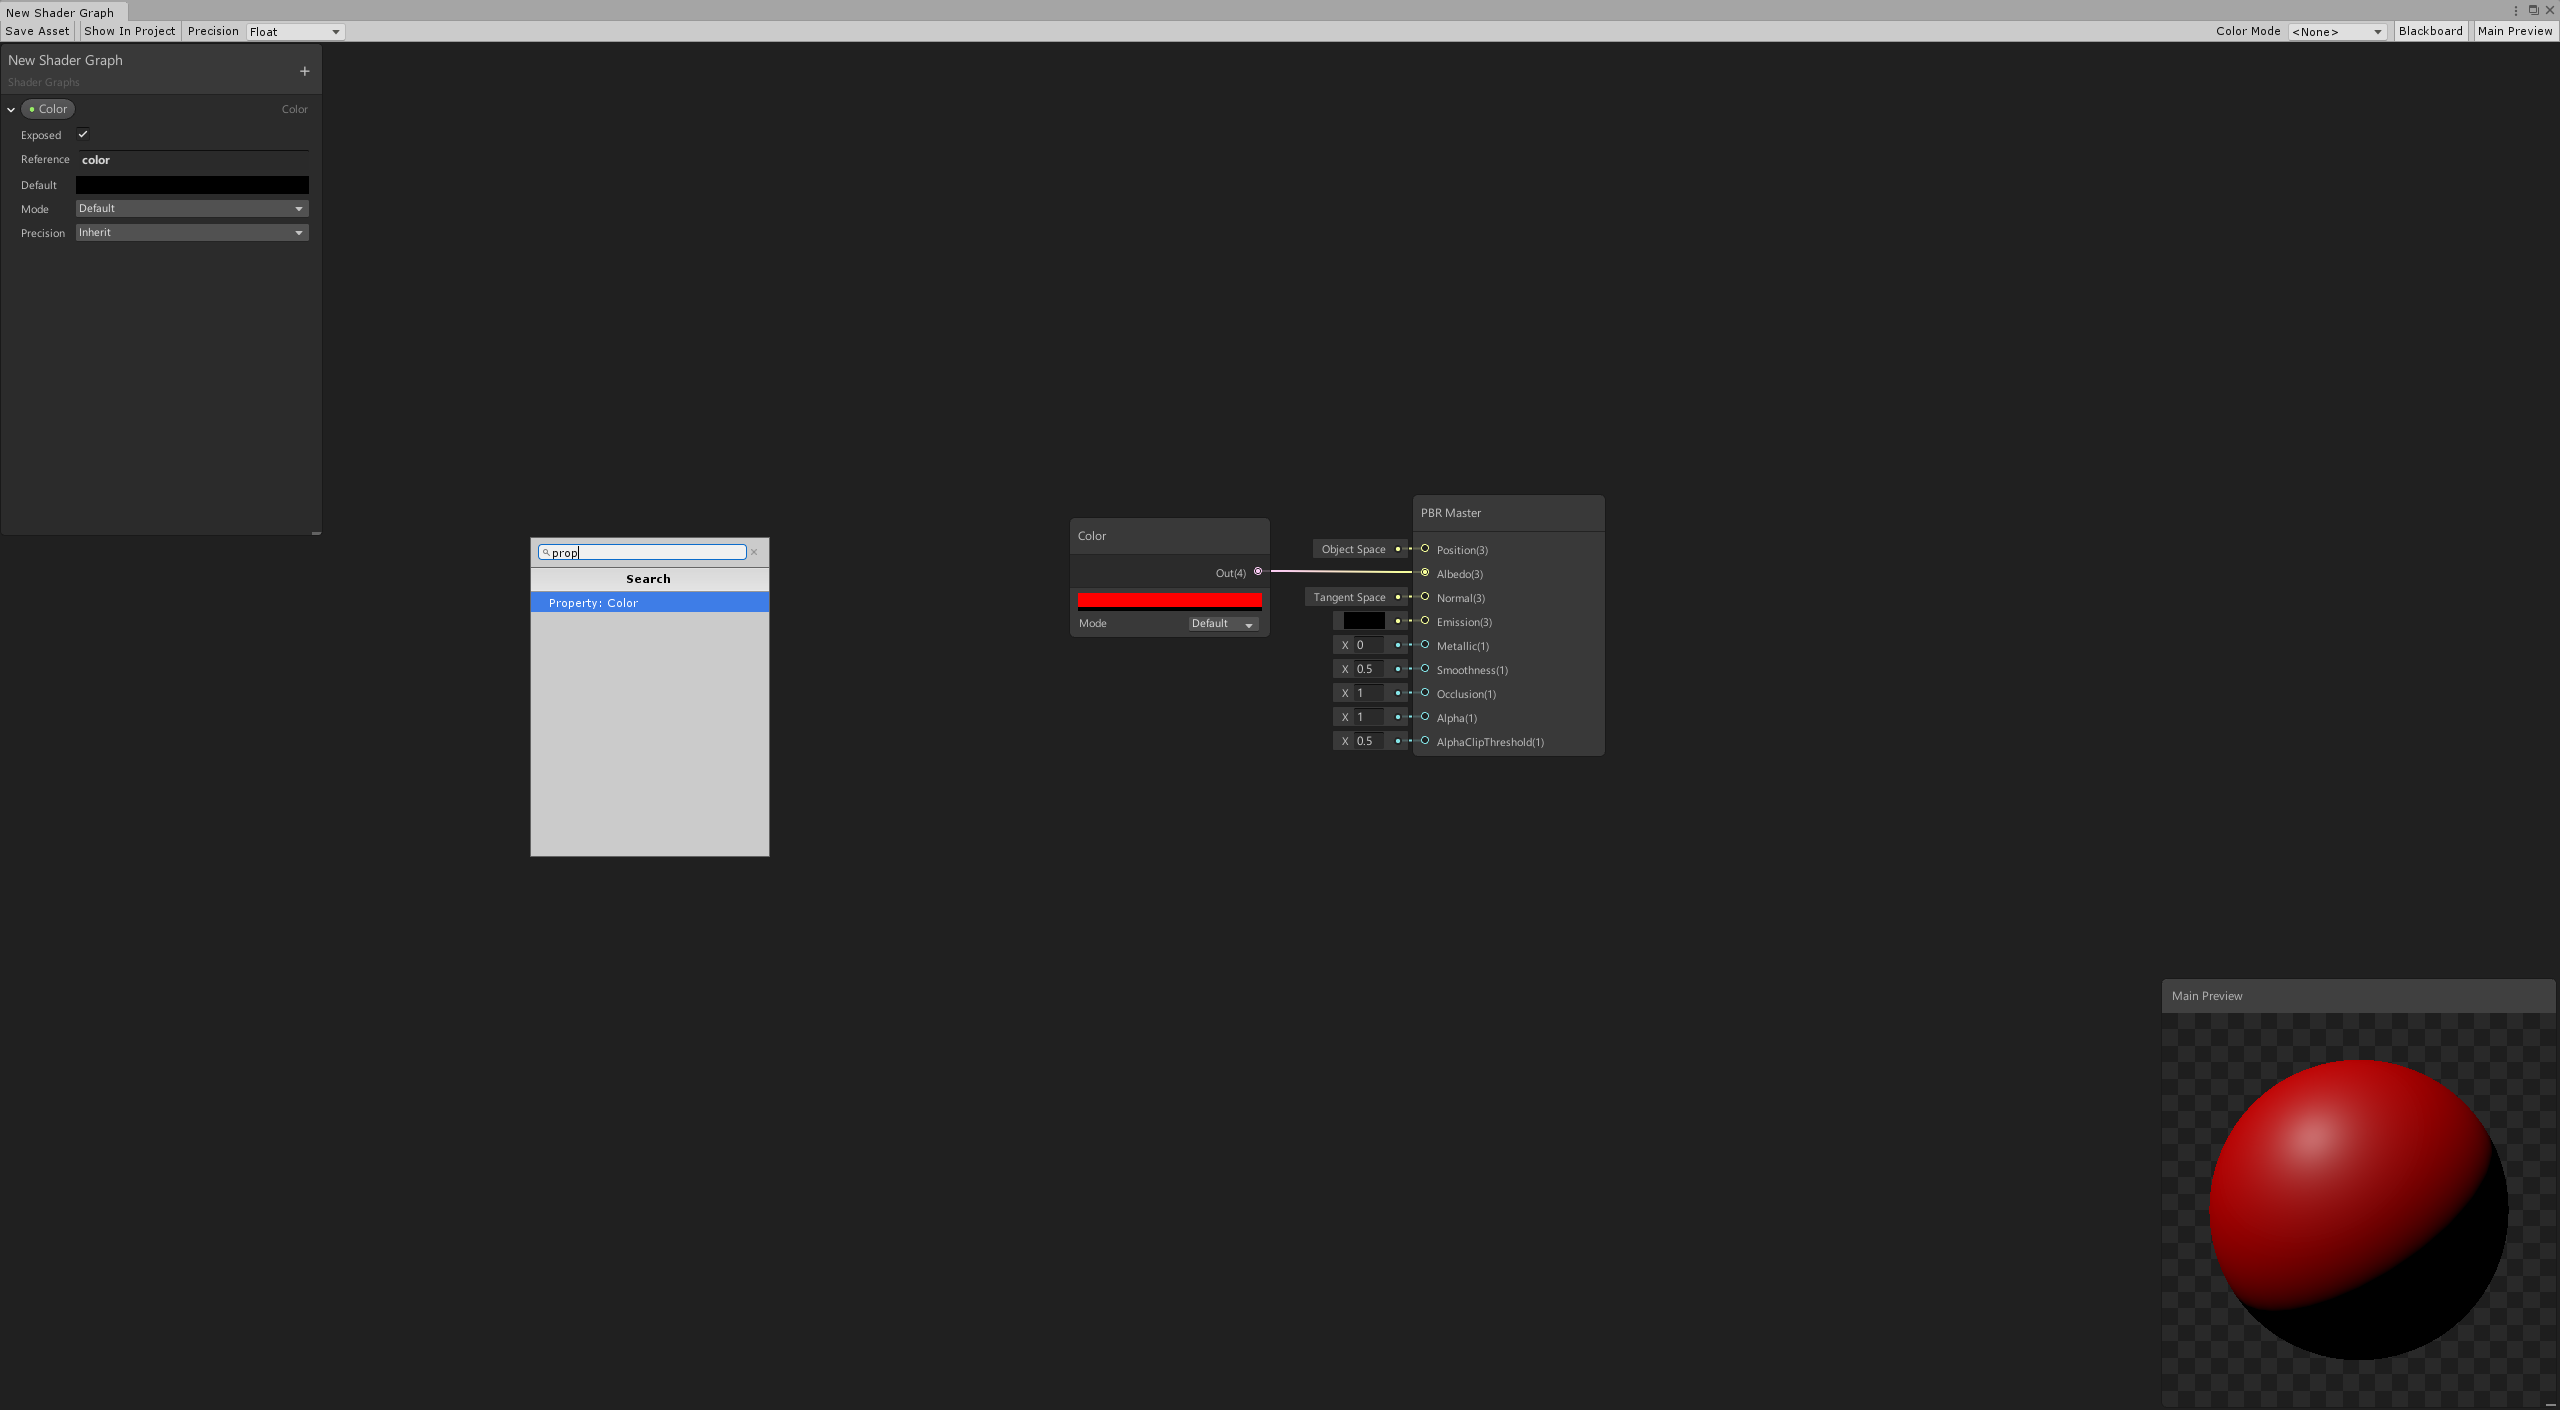 New Shader Graph
Save Asset Show In Project Precision Float Color Mode <None> Blackboard Main Preview
New Shader Graph
Shader Graphs
Color Color
Exposed
Reference color
Default
Mode Default
Precision Inherit
prop
Search
Property: Color
Color
Out(4)
Mode Default
PBR Master
Object Space Position(3)
Albedo(3)
Tangent Space Normal(3)
Emission(3)
X 0 Metallic(1)
X 0.5 Smoothness(1)
X 1 Occlusion(1)
X 1 Alpha(1)
X 0.5 AlphaClipThreshold(1)
Main Preview